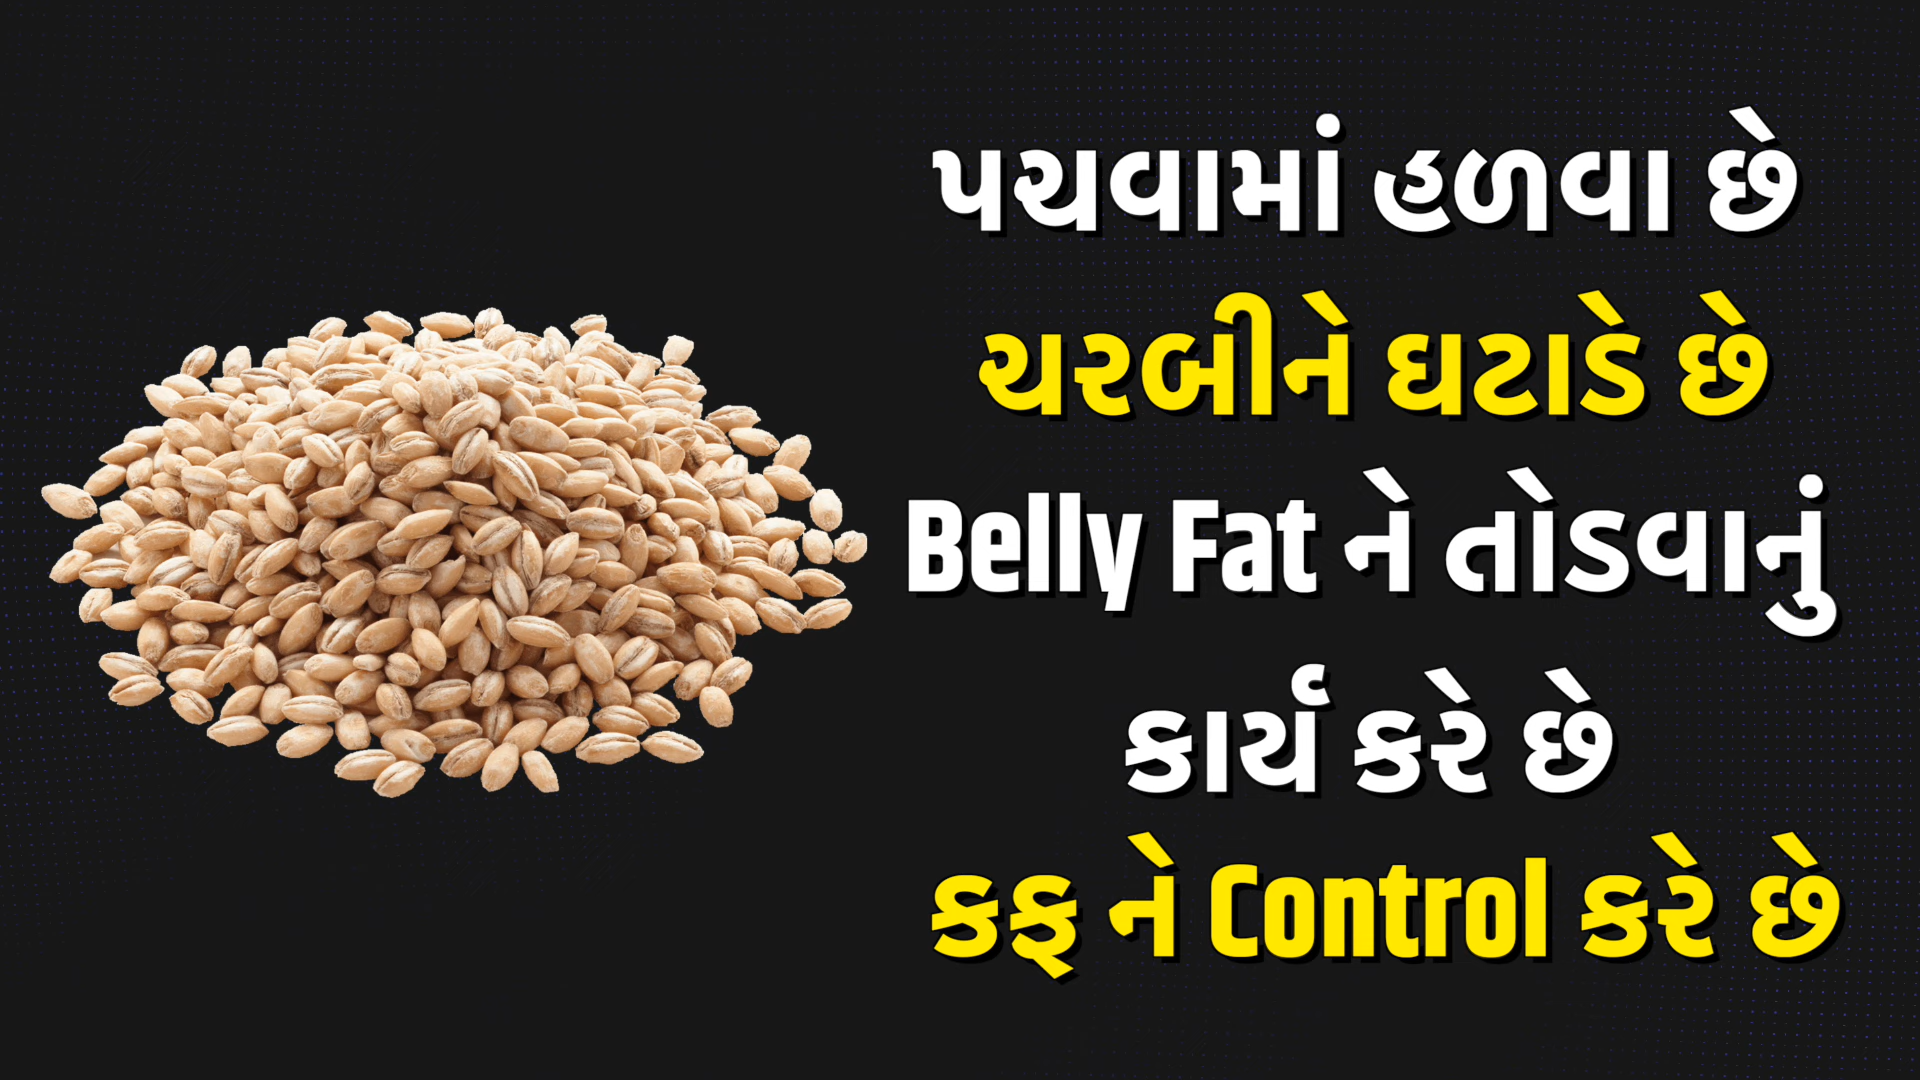 પચવામાં હળવા છે
ચરબીને ઘટાડે છે
Belly Fat ને તોડવાનું
કાર્ય કરે છે
કફ ને Control કરે છે